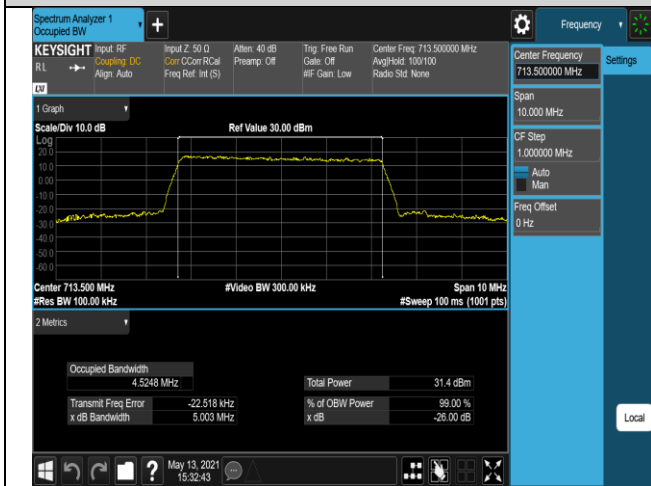 Spectrum Analyzer 1
Occupied BW
Frequency
KEYSIGHT
Input: RF
Input Z: 50 Ω
Atten: 40 dB
Trig: Free Run
Center Freq: 713.500000 MHz
RL
Coupling: DC
Corr CCorr RCal
Preamp: Off
Gate: Off
Avg|Hold: 100/100
Align: Auto
Freq Ref: Int (S)
#IF Gain: Low
Radio Std: None
LXI
1 Graph
Scale/Div 10.0 dB
Ref Value 30.00 dBm
Log
20.0
10.0
0.00
-10.0
-20.0
-30.0
-40.0
-50.0
-60.0
Center 713.500 MHz
#Video BW 300.00 kHz
Span 10 MHz
#Res BW 100.00 kHz
#Sweep 100 ms (1001 pts)
2 Metrics
Occupied Bandwidth
4.5248 MHz
Total Power
31.4 dBm
Transmit Freq Error
-22.518 kHz
% of OBW Power
99.00 %
x dB Bandwidth
5.003 MHz
x dB
-26.00 dB
?
May 13, 2021
15:32:43
Center Frequency
713.500000 MHz
Settings
Span
10.000 MHz
CF Step
1.000000 MHz
Auto
Man
Freq Offset
0 Hz
Local